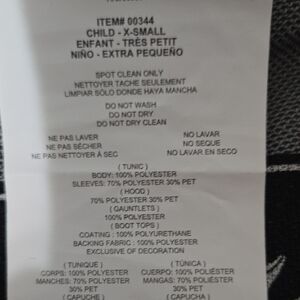 ITEM# 00344
CHILD - X-SMALL
ENFANT - TRÈS PETIT
NIÑO - EXTRA PEQUEÑO
SPOT CLEAN ONLY
NETTOYER TACHE SEULEMENT
LIMPIAR SÓLO DONDE HAYA MANCHA
DO NOT WASH
DO NOT DRY
DO NOT DRY CLEAN
NE PAS LAVER
NO LAVAR
NE PAS SÉCHER
NO SEQUE
NE PAS NETTOYER À SEC
NO LAVAR EN SECO
( TUNIC )
BODY: 100% POLYESTER
SLEEVES: 70% POLYESTER 30% PET
( HOOD )
70% POLYESTER 30% PET
( GAUNTLETS )
100% POLYESTER
( BOOT TOPS )
COATING : 100% POLYURETHANE
BACKING FABRIC : 100% POLYESTER
EXCLUSIVE OF DECORATION
( TUNIQUE )
( TÚNICA )
CORPS: 100% POLYESTER
CUERPO: 100% POLIÉSTER
MANCHES: 70% POLYESTER
MANGAS: 70% POLIÉSTER
30% PET
30% PET
( CAPUCHE )
( CAPUCHA )